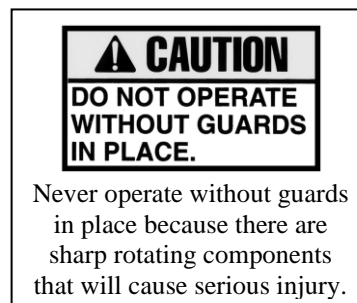 CAUTION
DO NOT OPERATE
WITHOUT GUARDS
IN PLACE.
Never operate without guards
in place because there are
sharp rotating components
that will cause serious injury.